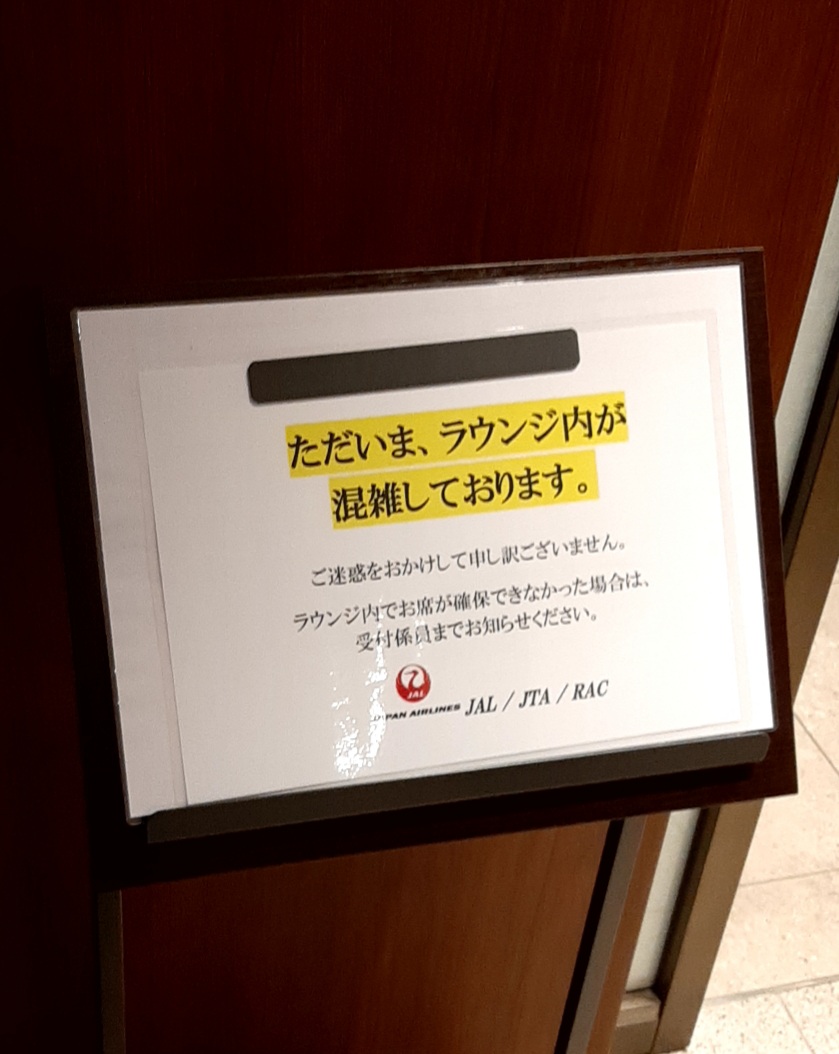 ただいま、ラウンジ内が
混雑しております。
ご迷惑をおかけして申し訳ございません。
ラウンジ内でお席が確保できなかった場合は、
受付係員までお知らせください。
JAL
JAPAN AIRLINES JAL / JTA / RAC